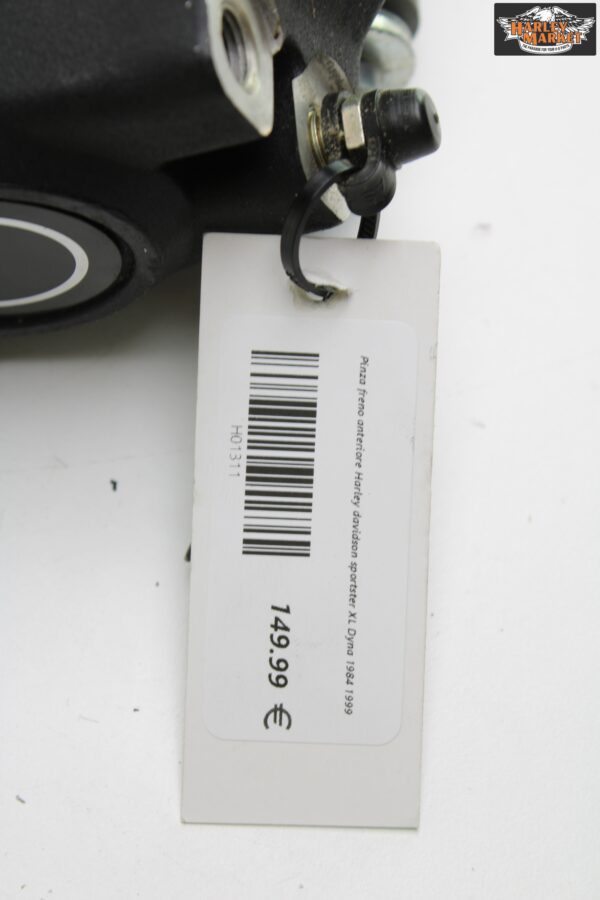 HARLEY
MARKET
Pinza freno anteriore Harley davidson sportster XL Dyna 1984 1999
H01311
149.99 €